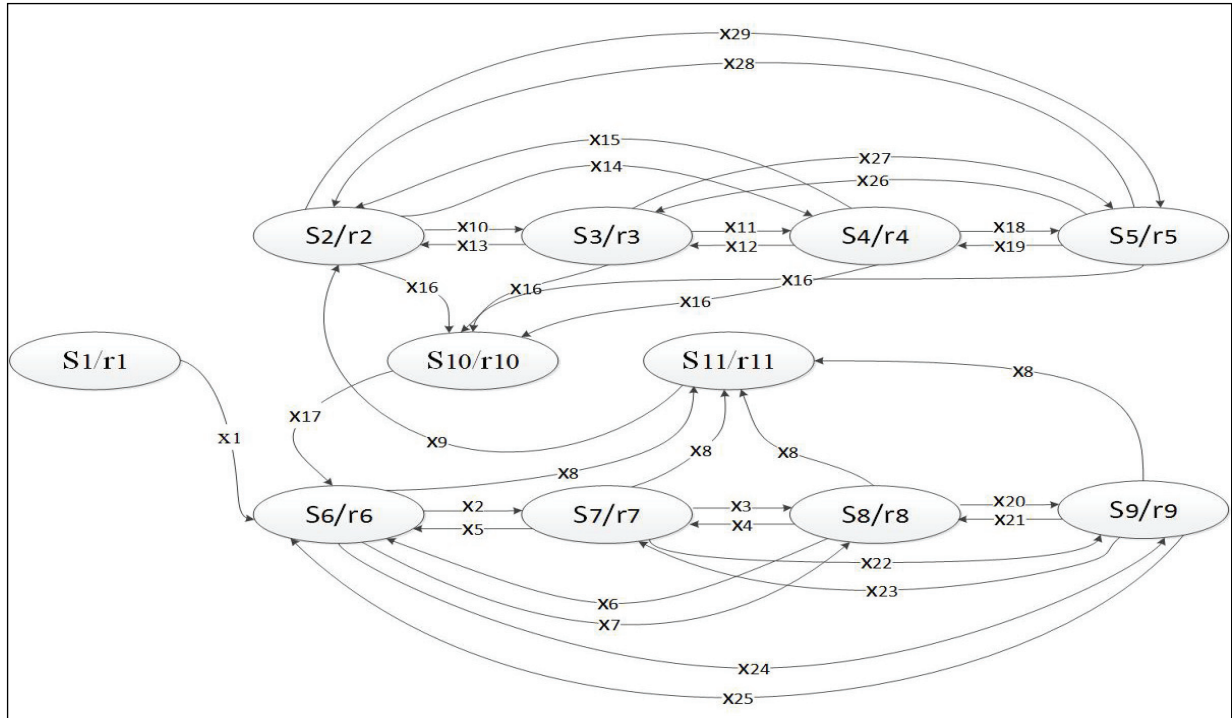 x29
x28
x15
x27
x14
x26
S2/r2
x10
x13
S3/r3
x11
x12
S4/r4
x18
x19
S5/r5
x16
x16
x16
x16
S1/r1
S10/r10
S11/r11
x8
x17
x1
x9
x8
x8
x8
S6/r6
x2
x5
S7/r7
x3
x4
S8/r8
x20
x21
S9/r9
x22
x23
x6
x7
x24
x25